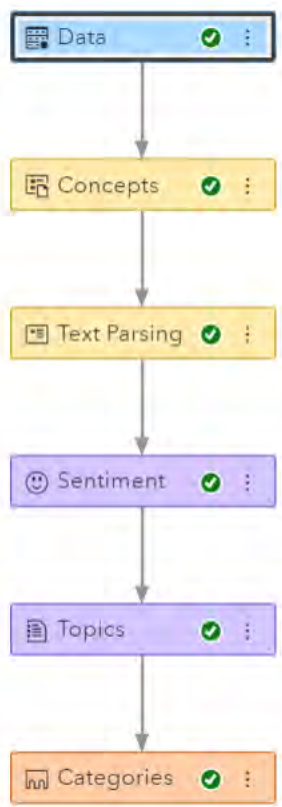 Data
Concepts
Text Parsing
Sentiment
Topics
Categories